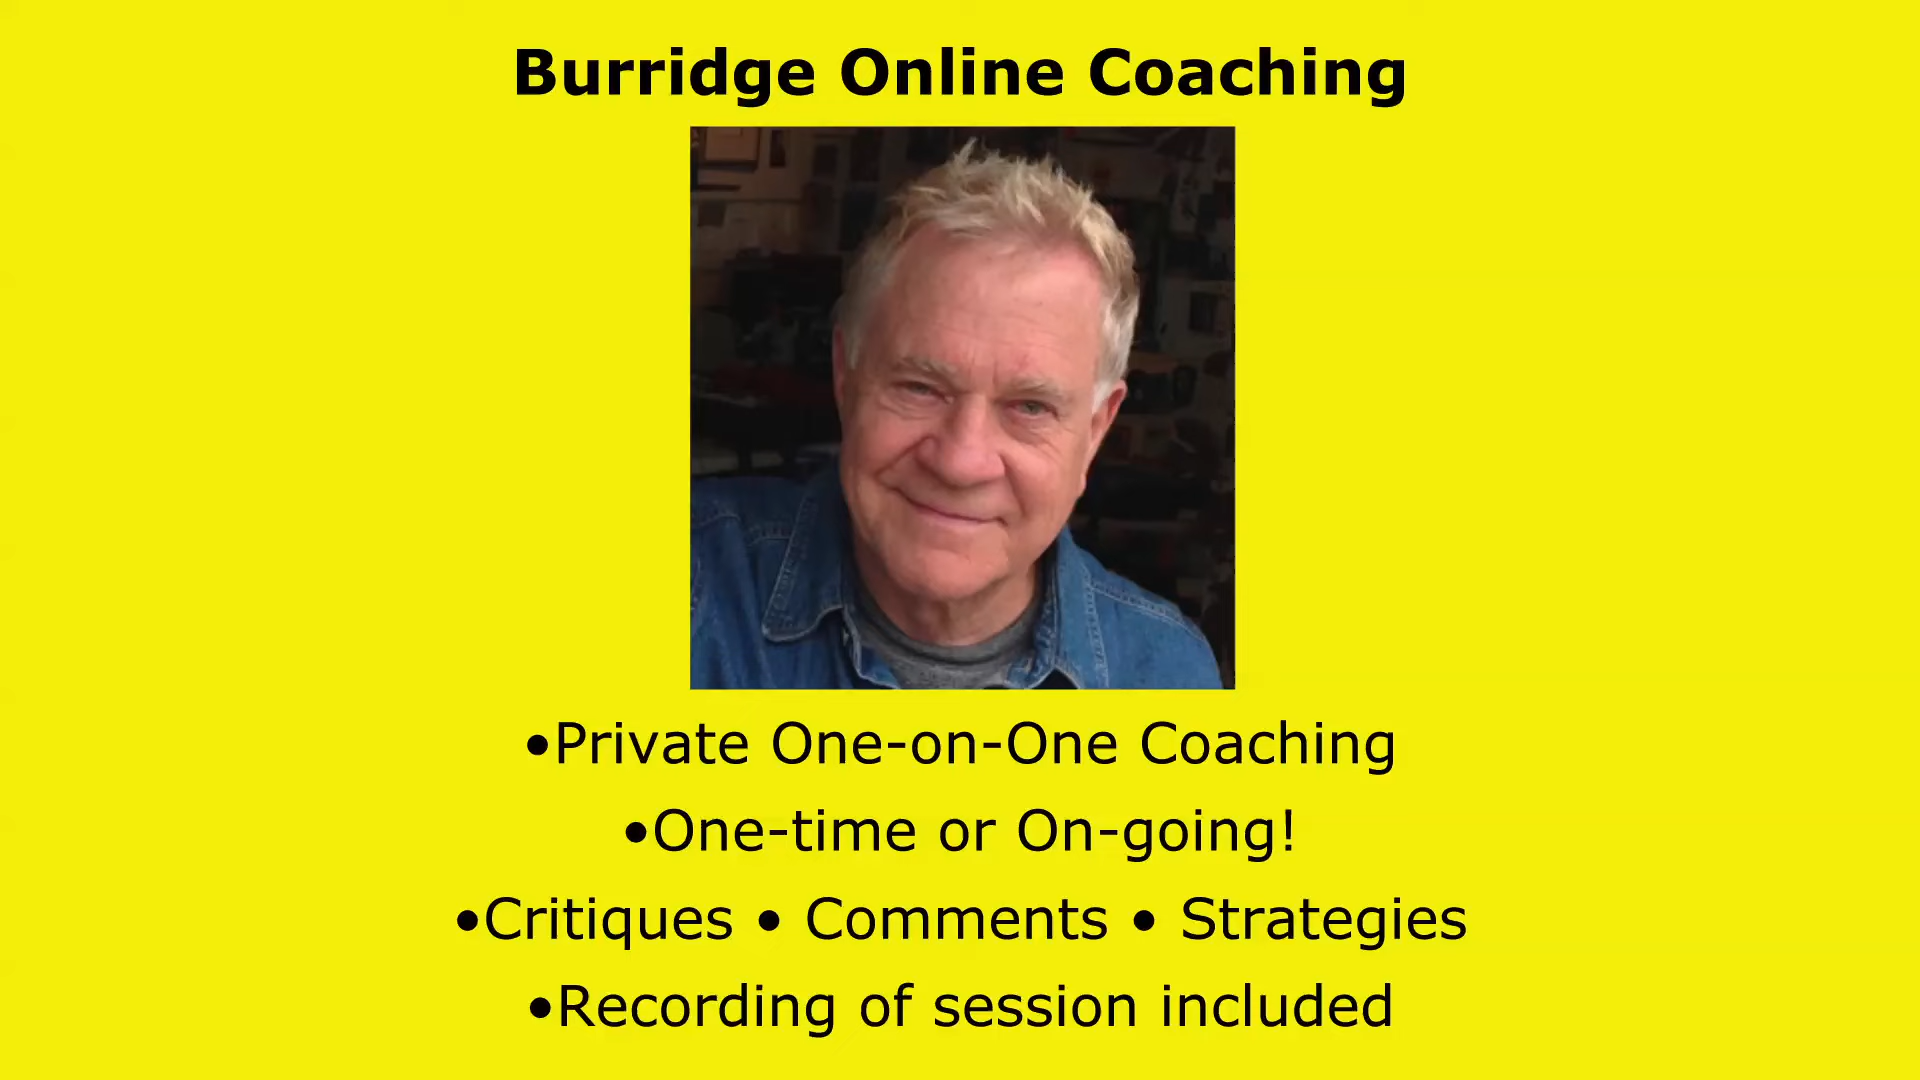 Burridge Online Coaching
•Private One-on-One Coaching
•One-time or On-going!
•Critiques • Comments • Strategies
•Recording of session included